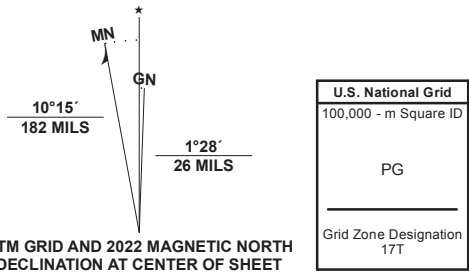 ★
MN
GN
10°15´
182 MILS
1°28´
26 MILS
TM GRID AND 2022 MAGNETIC NORTH
DECLINATION AT CENTER OF SHEET
U.S. National Grid
100,000 - m Square ID
PG
Grid Zone Designation
17T